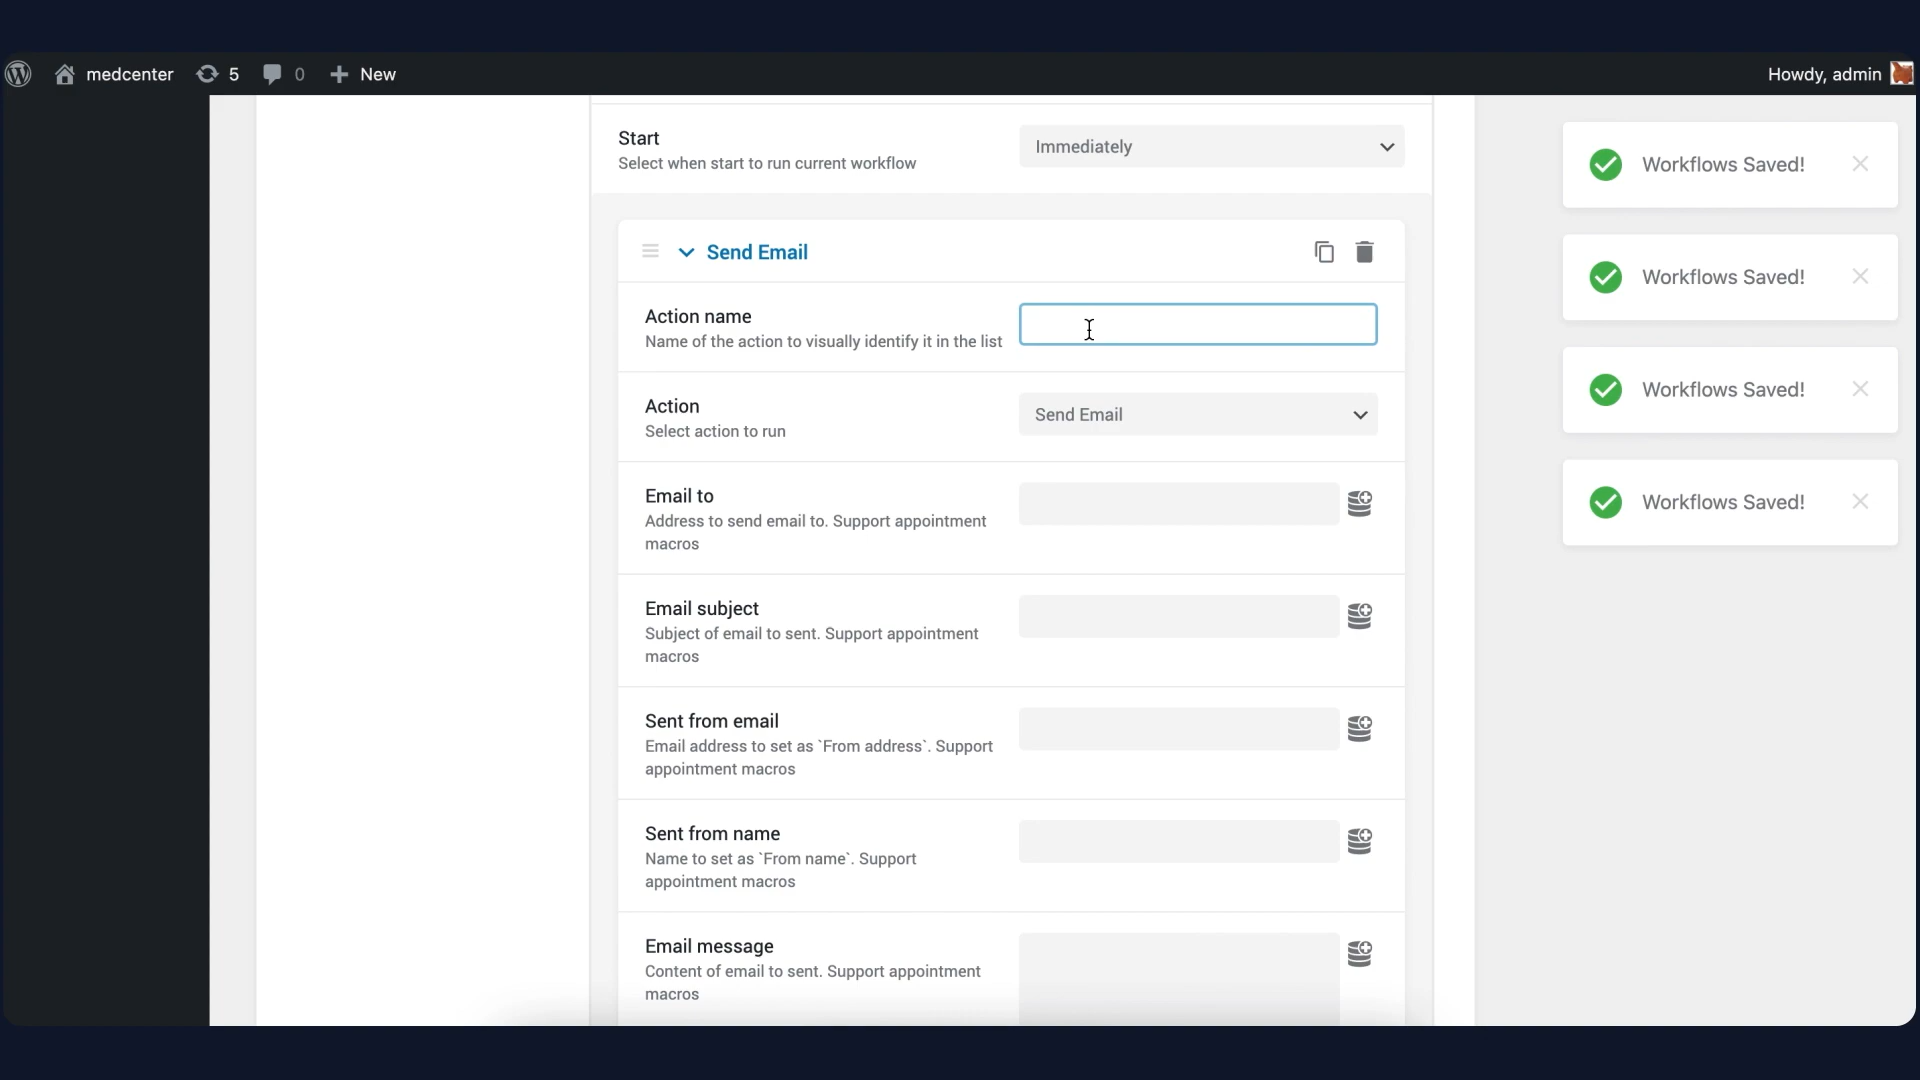 medcenter 5 0 New Howdy, admin
Start
Select when start to run current workflow
Immediately
Send Email
Action name
Name of the action to visually identify it in the list
Action
Select action to run
Send Email
Email to
Address to send email to. Support appointment
macros
Email subject
Subject of email to sent. Support appointment
macros
Sent from email
Email address to set as `From address`. Support
appointment macros
Sent from name
Name to set as `From name`. Support
appointment macros
Email message
Content of email to sent. Support appointment
macros
Workflows Saved!
Workflows Saved!
Workflows Saved!
Workflows Saved!